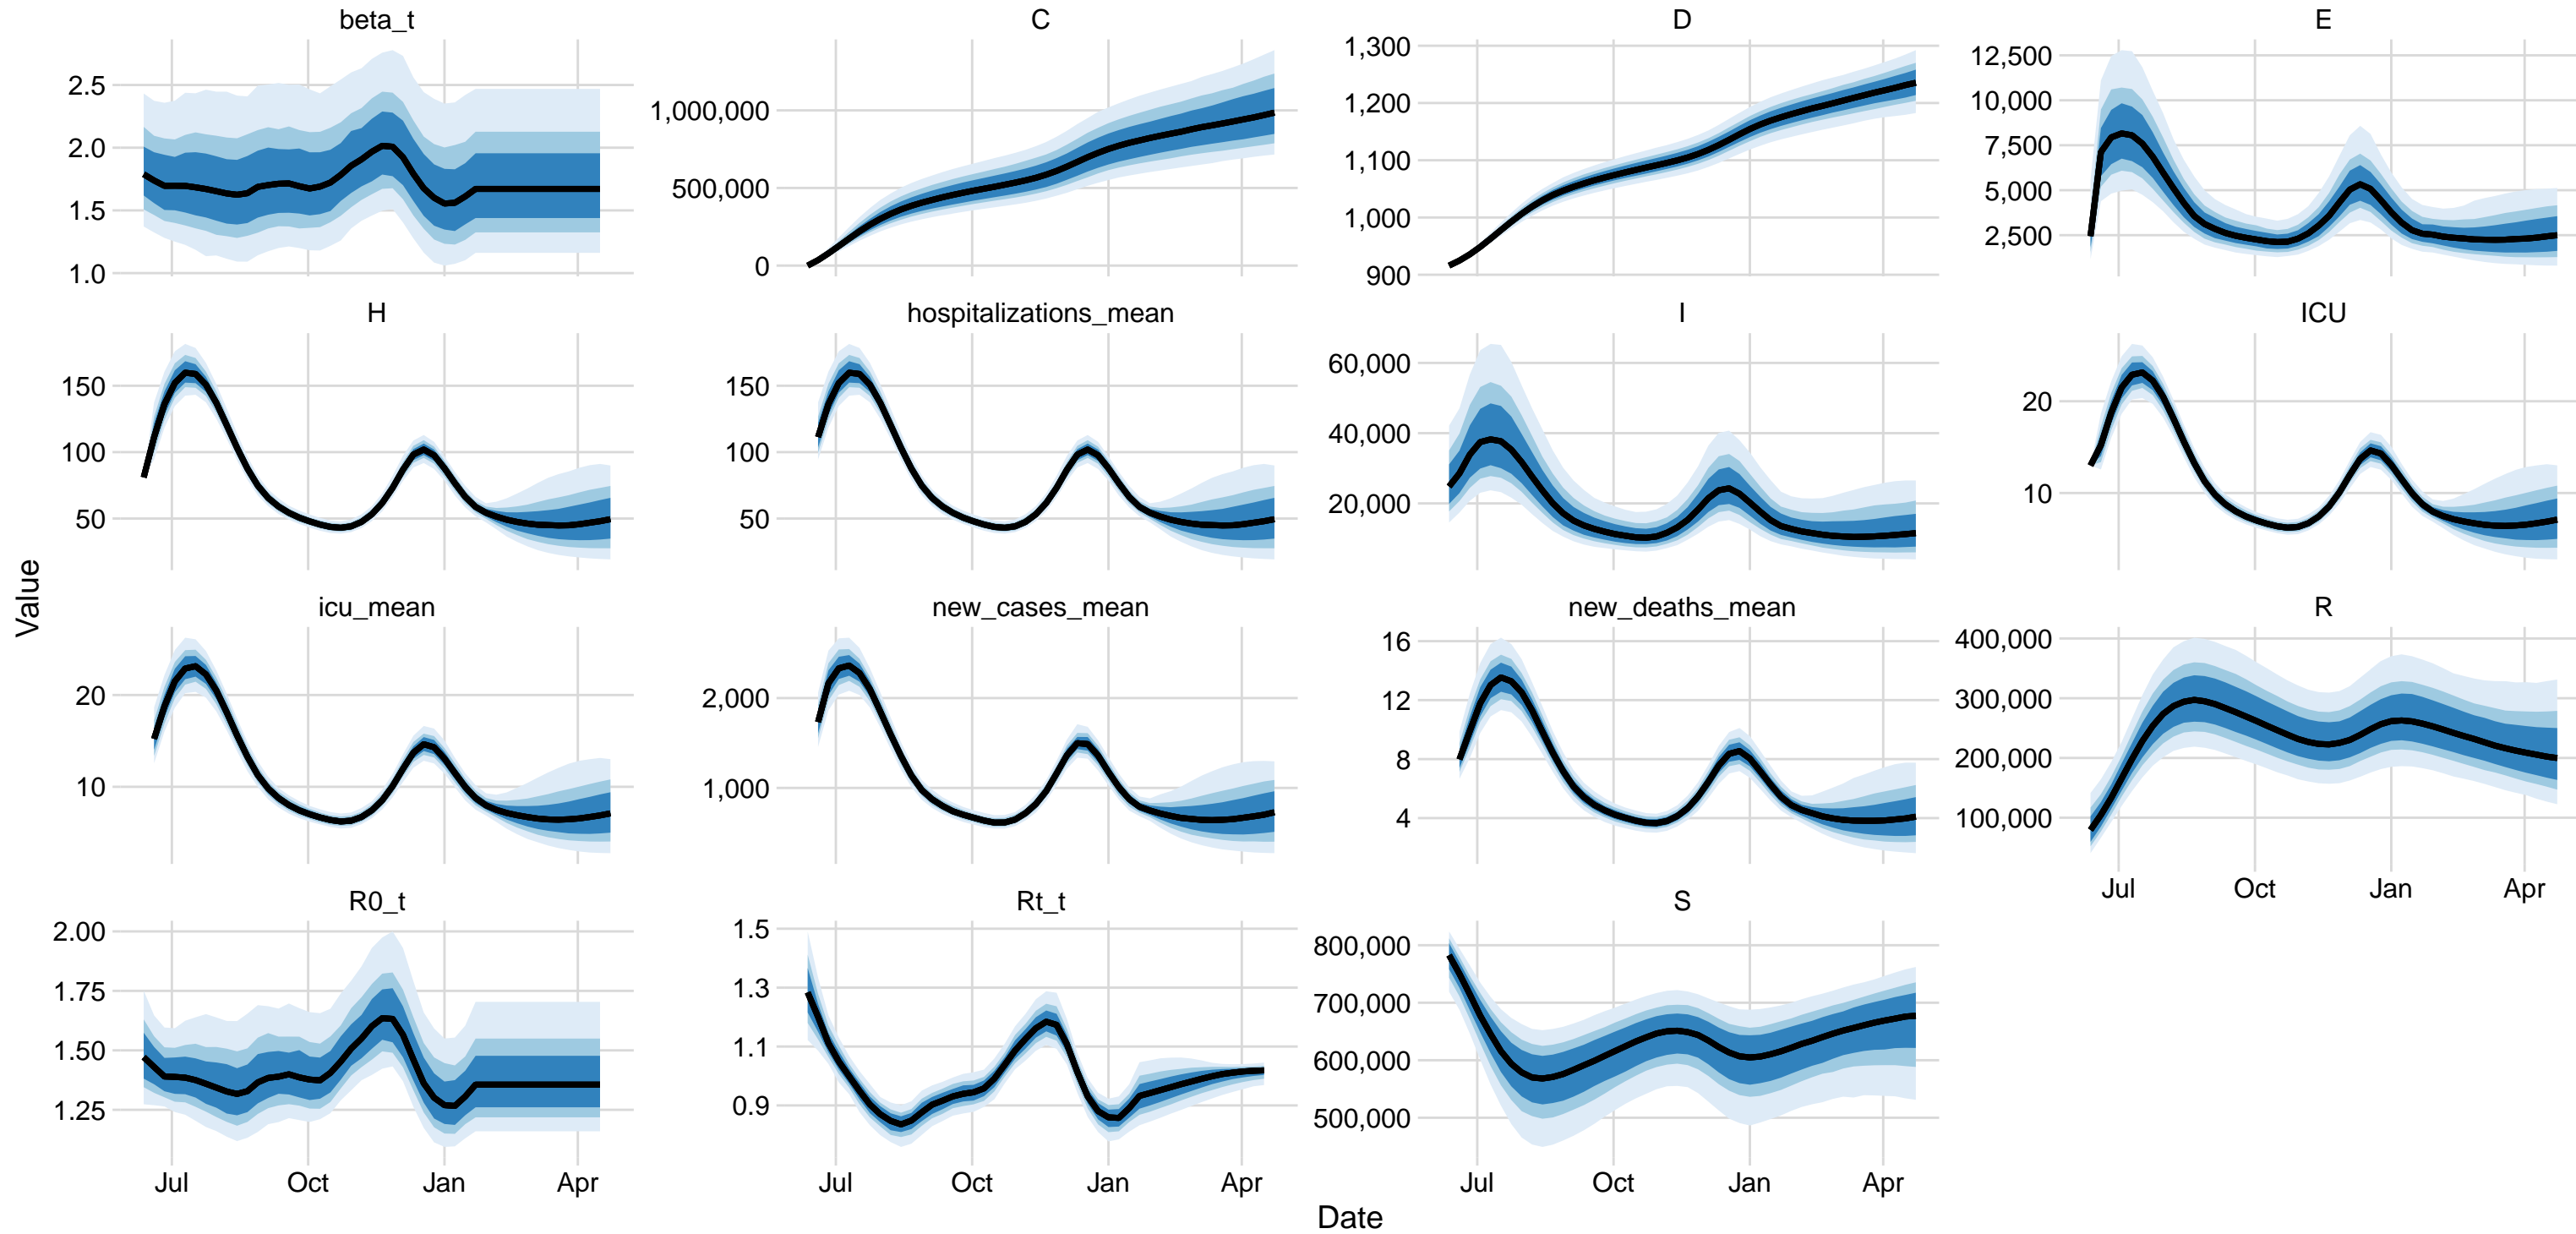 beta_t
C
D
E
2.5
2.0
1.5
1.0
1,000,000
500,000
0
1,300
1,200
1,100
1,000
900
12,500
10,000
7,500
5,000
2,500
H
hospitalizations_mean
I
ICU
150
100
50
150
100
50
60,000
40,000
20,000
20
10
Value
icu_mean
new_cases_mean
new_deaths_mean
R
20
10
2,000
1,000
16
12
8
4
400,000
300,000
200,000
100,000
Jul Oct Jan Apr
R0_t
Rt_t
S
2.00
1.75
1.50
1.25
1.5
1.3
1.1
0.9
800,000
700,000
600,000
500,000
Jul Oct Jan Apr
Jul Oct Jan Apr
Jul Oct Jan Apr
Date